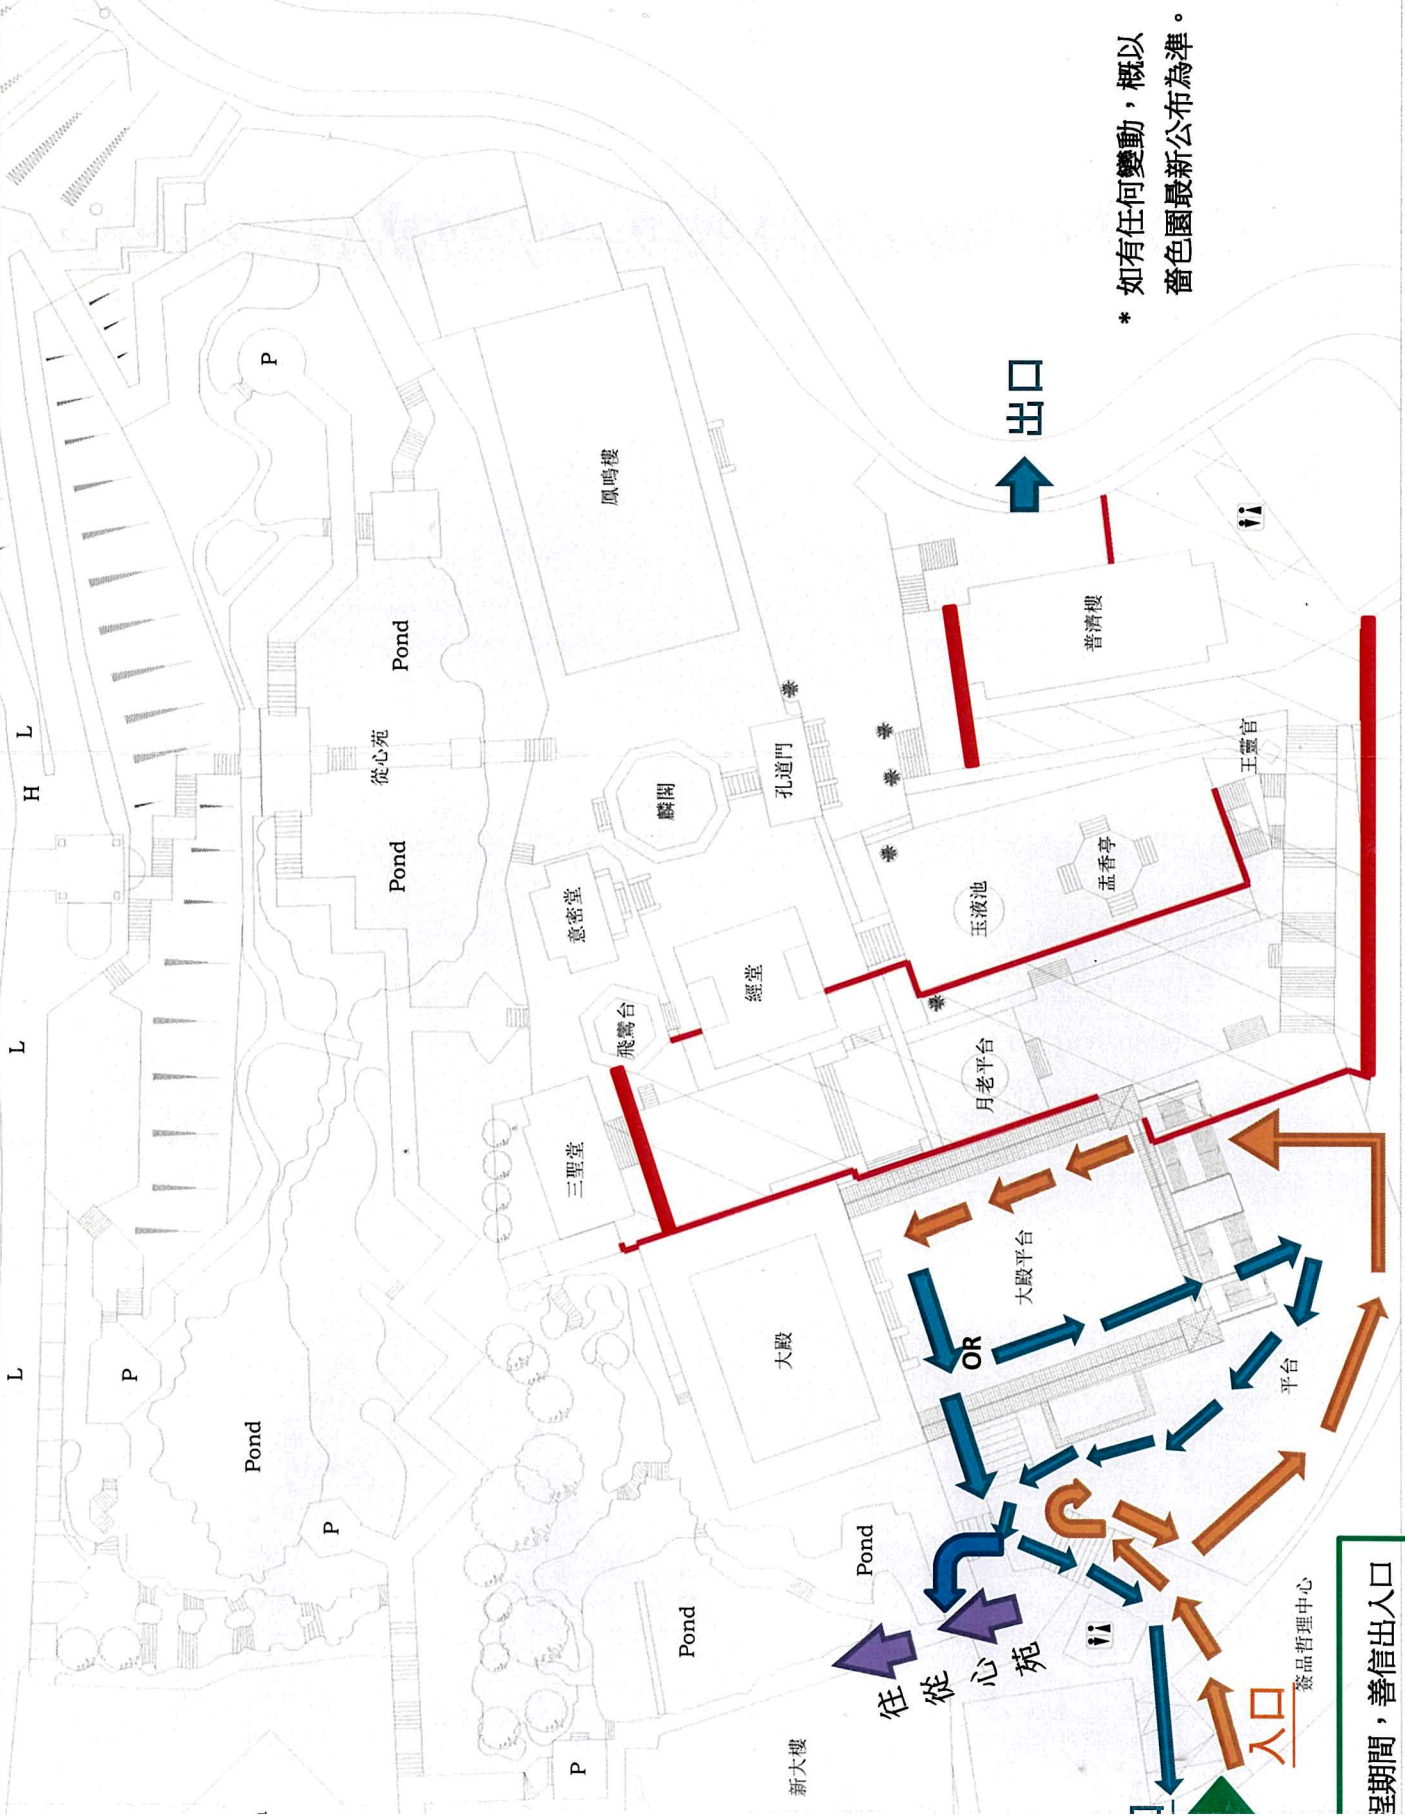 L
H
L
L
P
Pond
從心苑
Pond
鳳鳴樓
麟閣
意密堂
孔道門
飛鸞台
經堂
三聖堂
玉液池
盂香亭
月老平台
普濟樓
王靈官
出口
* 如有任何變動，概以
嗇色園最新公布為準。
P
Pond
P
大殿
大殿平台
OR
平台
Pond
Pond
P
新大樓
往
從
心
苑
簽品哲理中心
入口
程期間，善信出入口